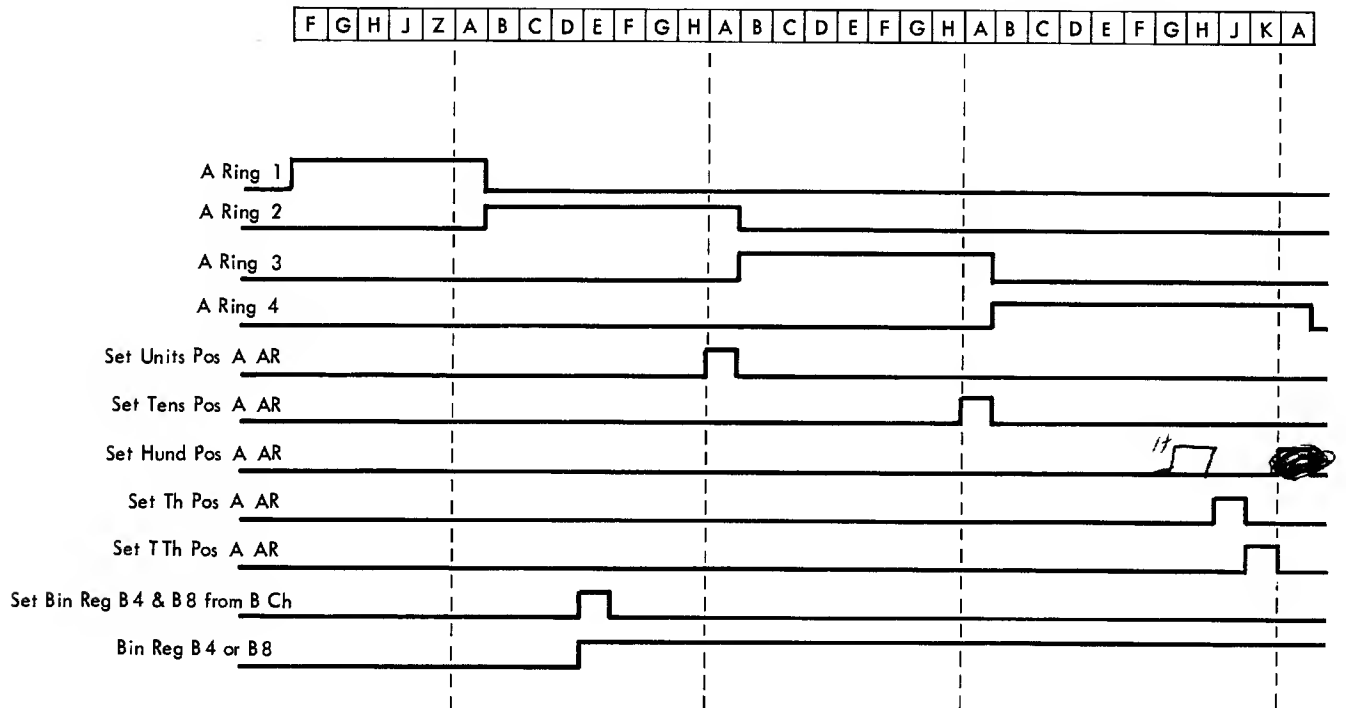 F G H J Z A B C D E F G H A B C D E F G H A B C D E F G H J K A
A Ring 1
A Ring 2
A Ring 3
A Ring 4
Set Units Pos A AR
Set Tens Pos A AR
Set Hund Pos A AR
Set Th Pos A AR
Set T Th Pos A AR
Set Bin Reg B4 & B8 from B Ch
Bin Reg B4 or B8